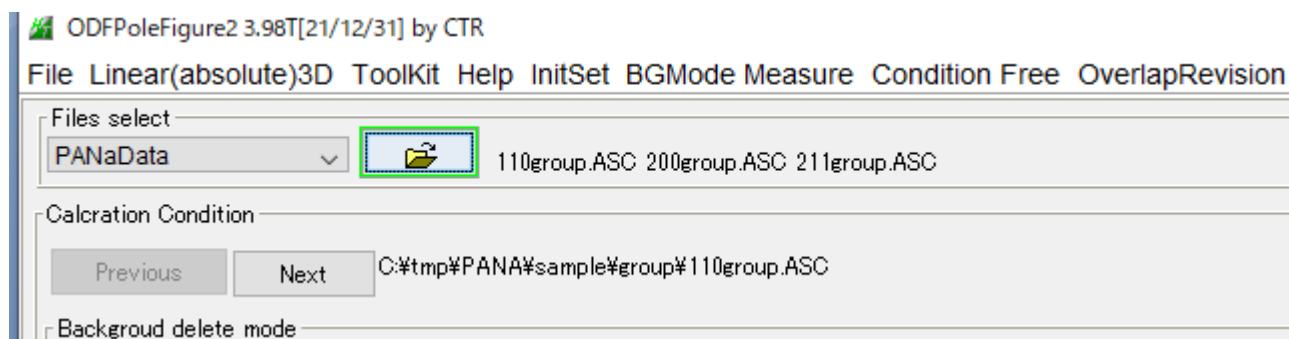 ODFPoleFigure2 3.98T[21/12/31] by CTR
File Linear(absolute)3D ToolKit Help InitSet BGMode Measure Condition Free OverlapRevision
Files select
PANaData 110group.ASC 200group.ASC 211group.ASC
Calcration Condition
Previous Next C:¥tmp¥PANA¥sample¥group¥110group.ASC
Backgroud delete mode